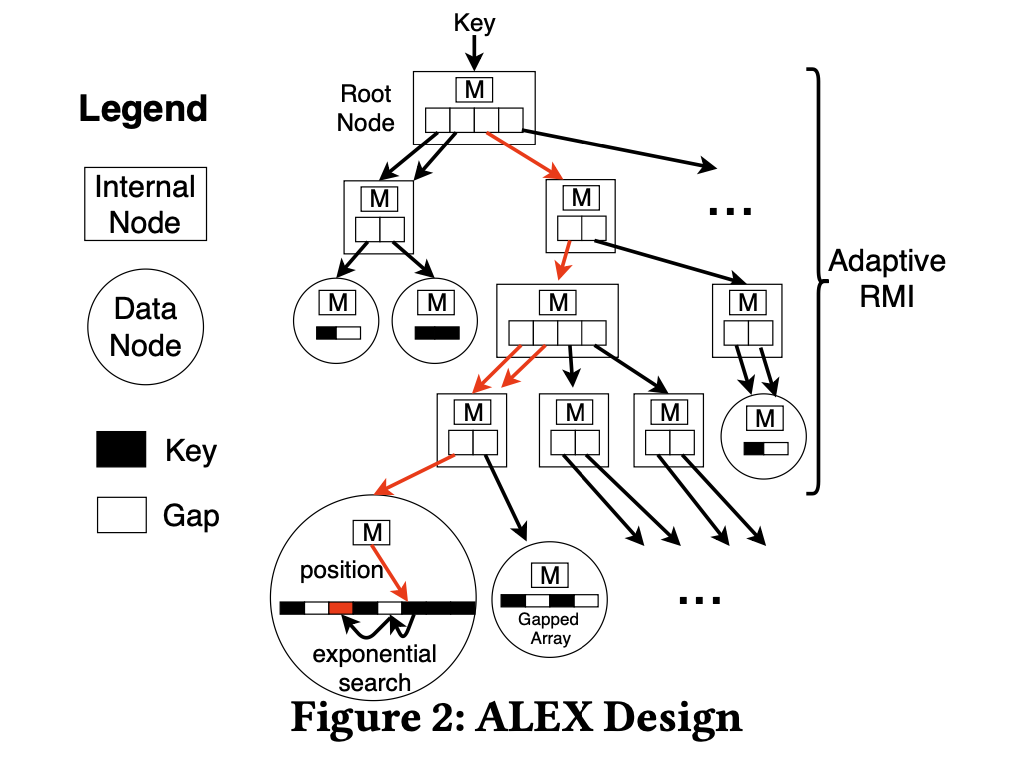 Key
Legend
Internal
Node
Data
Node
Key
Gap
Root
Node
M
M
M
...
Adaptive
RMI
M
M
M
M
M
M
M
M
M
position
exponential
search
M
Gapped
Array
...
Figure 2: ALEX Design